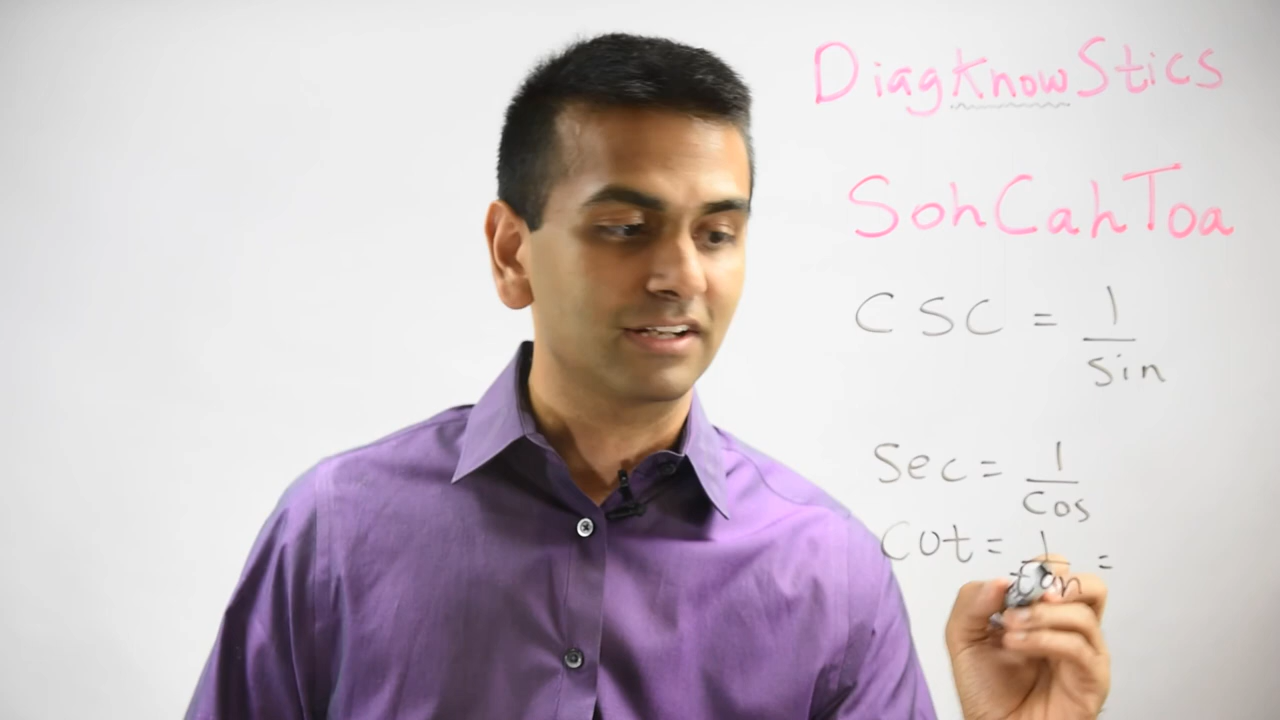 DiagKnowStics
SohCahToa
CSC = 1/sin
Sec = 1/cos
Cot = 1/tan =